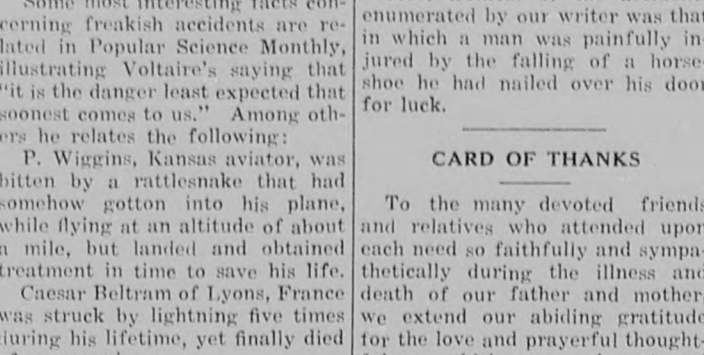 Some most interesting facts con-
cerning freakish accidents are re-
lated in Popular Science Monthly,
illustrating Voltaire's saying that
"it is the danger least expected that
soonest comes to us." Among oth-
ers he relates the following:
P. Wiggins, Kansas aviator, was
bitten by a rattlesnake that had
somehow gotton into his plane,
while flying at an altitude of about
a mile, but landed and obtained
treatment in time to save his life.
Caesar Beltram of Lyons, France
was struck by lightning five times
during his lifetime, yet finally died
enumerated by our writer was that
in which a man was painfully in-
jured by the falling of a horse-
shoe he had nailed over his door
for luck.
CARD OF THANKS
To the many devoted friends
and relatives who attended upon
each need so faithfully and sympa-
thetically during the illness and
death of our father and mother,
we extend our abiding gratitude
for the love and prayerful thought-